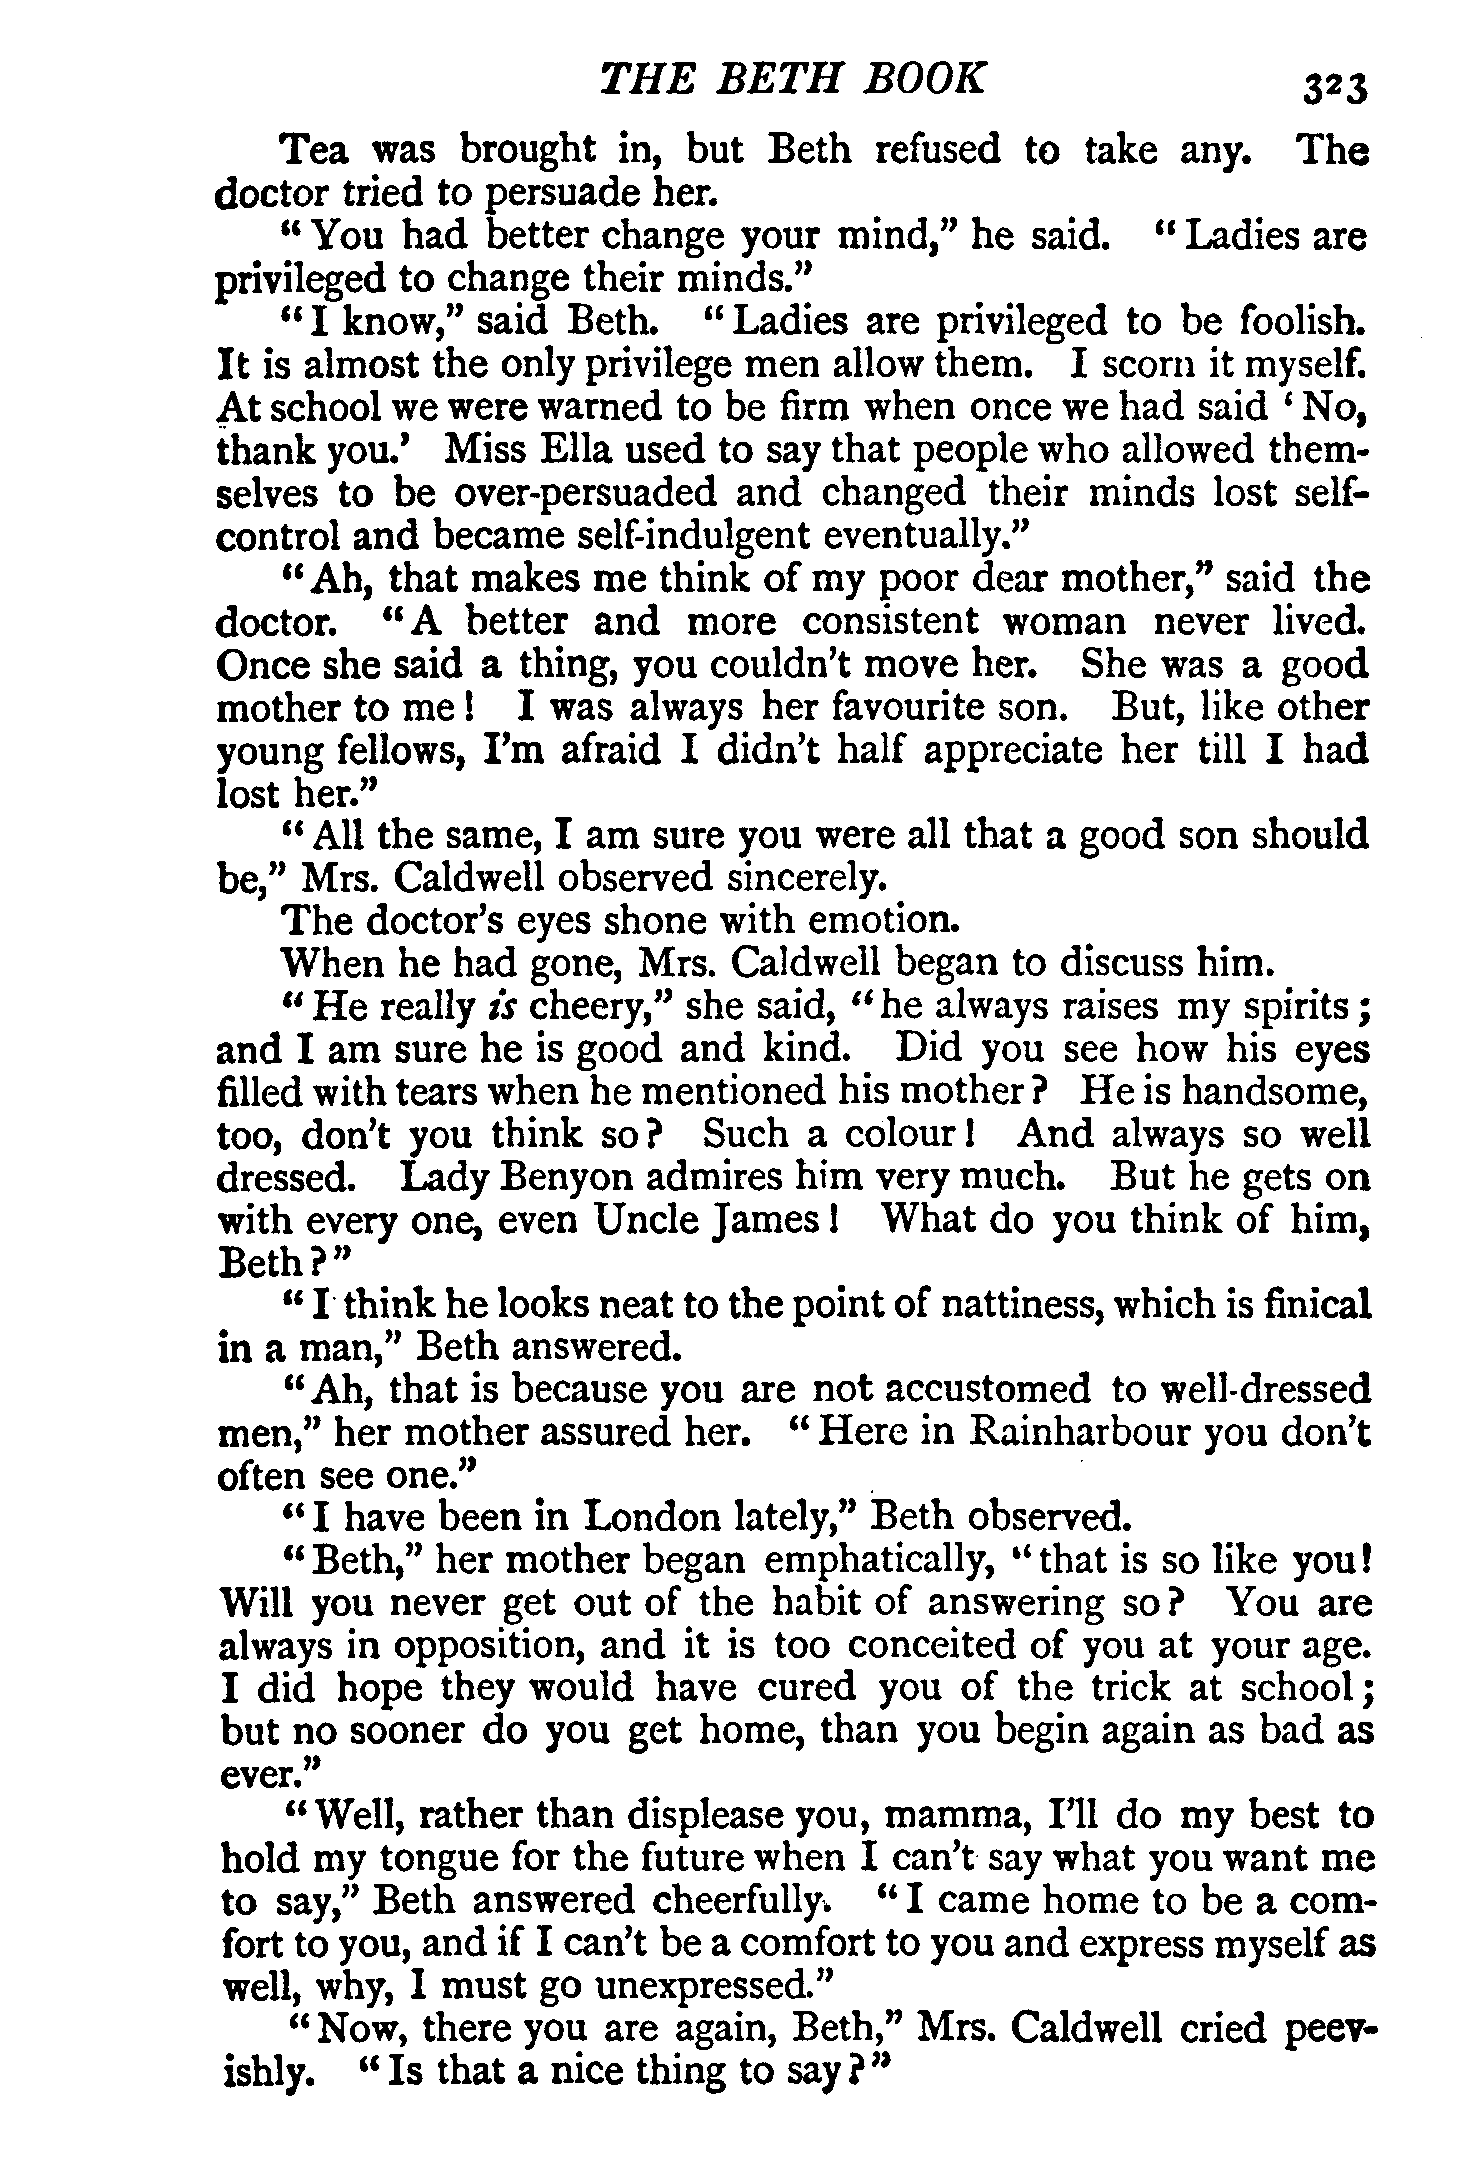 THE BETH BOOK 323
Tea was brought in, but Beth refused to take any. The
doctor tried to persuade her.
“ You had better change your mind,” he said. “ Ladies are
privileged to change their minds.”
“ I know,” said Beth. “ Ladies are privileged to be foolish.
It is almost the only privilege men allow them. I scorn it myself.
At school we were warned to be firm when once we had said ‘ No,
thank you.’ Miss Ella used to say that people who allowed them-
selves to be over-persuaded and changed their minds lost self-
control and became self-indulgent eventually.”
“ Ah, that makes me think of my poor dear mother,” said the
doctor. “ A better and more consistent woman never lived.
Once she said a thing, you couldn’t move her. She was a good
mother to me ! I was always her favourite son. But, like other
young fellows, I’m afraid I didn’t half appreciate her till I had
lost her.”
“ All the same, I am sure you were all that a good son should
be,” Mrs. Caldwell observed sincerely.
The doctor’s eyes shone with emotion.
When he had gone, Mrs. Caldwell began to discuss him.
“ He really is cheery,” she said, “ he always raises my spirits ;
and I am sure he is good and kind. Did you see how his eyes
filled with tears when he mentioned his mother ? He is handsome,
too, don’t you think so ? Such a colour ! And always so well
dressed. Lady Benyon admires him very much. But he gets on
with every one, even Uncle James ! What do you think of him,
Beth ? ”
“ I think he looks neat to the point of nattiness, which is finical
in a man,” Beth answered.
“ Ah, that is because you are not accustomed to well-dressed
men,” her mother assured her. “ Here in Rainharbour you don’t
often see one.”
“ I have been in London lately,” Beth observed.
“ Beth,” her mother began emphatically, “ that is so like you !
Will you never get out of the habit of answering so ? You are
always in opposition, and it is too conceited of you at your age.
I did hope they would have cured you of the trick at school ;
but no sooner do you get home, than you begin again as bad as
ever.”
“ Well, rather than displease you, mamma, I’ll do my best to
hold my tongue for the future when I can’t say what you want me
to say,” Beth answered cheerfully. “ I came home to be a com-
fort to you, and if I can’t be a comfort to you and express myself as
well, why, I must go unexpressed.”
“ Now, there you are again, Beth,” Mrs. Caldwell cried peev-
ishly. “ Is that a nice thing to say ? ”